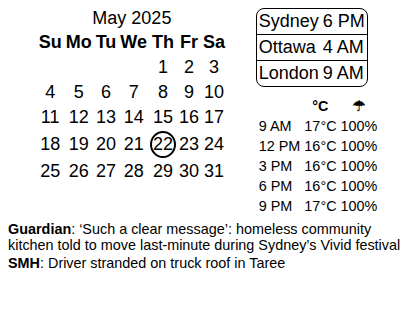 May 2025
Su Mo Tu We Th Fr Sa
1 2 3
4 5 6 7 8 9 10
11 12 13 14 15 16 17
18 19 20 21 22 23 24
25 26 27 28 29 30 31
Sydney 6 PM
Ottawa 4 AM
London 9 AM
°C ☂
9 AM 17°C 100%
12 PM 16°C 100%
3 PM 16°C 100%
6 PM 16°C 100%
9 PM 17°C 100%
Guardian: ‘Such a clear message’: homeless community
kitchen told to move last-minute during Sydney’s Vivid festival
SMH: Driver stranded on truck roof in Taree